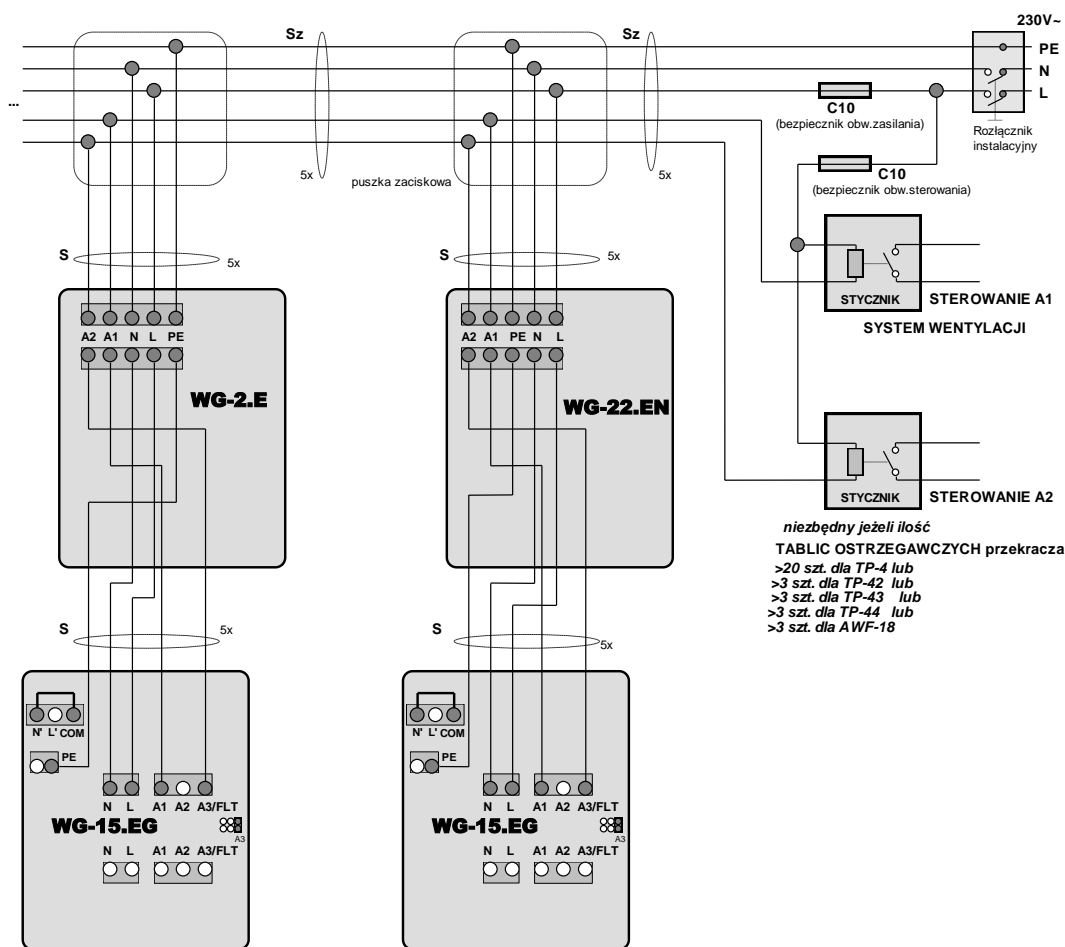 230V~
Sz
Sz
PE
N
L
...
C10
(bezpiecznik obw.zasilania)
Rozłącznik
instalacyjny
5x
puszka zaciskowa
5x
C10
(bezpiecznik obw.sterowania)
S
5x
S
5x
STYCZNIK
STEROWANIE A1
SYSTEM WENTYLACJI
A2 A1 N L PE
A2 A1 PE N L
WG-2.E
WG-22.EN
STYCZNIK
STEROWANIE A2
niezbędny jeżeli ilość
TABLIC OSTRZEGAWCZYCH przekracza
>20 szt. dla TP-4 lub
>3 szt. dla TP-42 lub
>3 szt. dla TP-43 lub
>3 szt. dla TP-44 lub
>3 szt. dla AWF-18
S
5x
S
5x
N' L' COM
PE
N L A1 A2 A3/FLT
WG-15.EG
A3
N L A1 A2 A3/FLT
N' L' COM
PE
N L A1 A2 A3/FLT
WG-15.EG
A3
N L A1 A2 A3/FLT